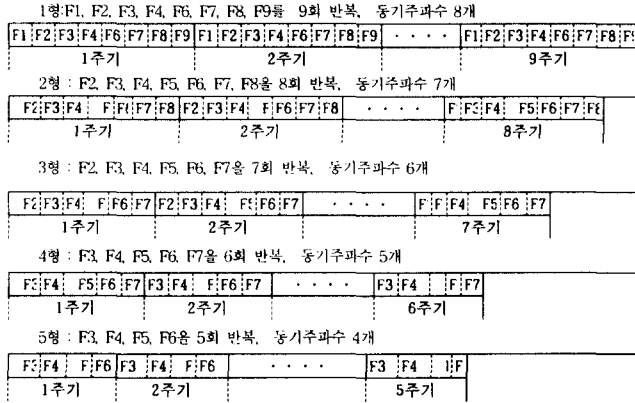 1형:F1, F2, F3, F4, F6, F7, F8, F9를 9회 반복, 동기주파수 8개
F1 F2 F3 F4 F6 F7 F8 F9 F1 F2 F3 F4 F6 F7 F8 F9 · · · · F1 F2 F3 F4 F6 F7 F8 F9
1주기 2주기 9주기
2형 : F2, F3, F4, F5, F6, F7, F8을 8회 반복, 동기주파수 7개
F2 F3 F4 F F6 F7 F8 F2 F3 F4 F F6 F7 F8 · · · · F F3 F4 F5 F6 F7 F8
1주기 2주기 8주기
3형 : F2, F3, F4, F5, F6, F7을 7회 반복, 동기주파수 6개
F2 F3 F4 F F6 F7 F2 F3 F4 F5 F6 F7 · · · · F F F4 F5 F6 F7
1주기 2주기 7주기
4형 : F3, F4, F5, F6, F7을 6회 반복, 동기주파수 5개
F3 F4 F5 F6 F7 F3 F4 F F6 F7 · · · · F3 F4 F F7
1주기 2주기 6주기
5형 : F3, F4, F5, F6을 5회 반복, 동기주파수 4개
F3 F4 F F6 F3 F4 F F6 · · · · F3 F4 F
1주기 2주기 5주기